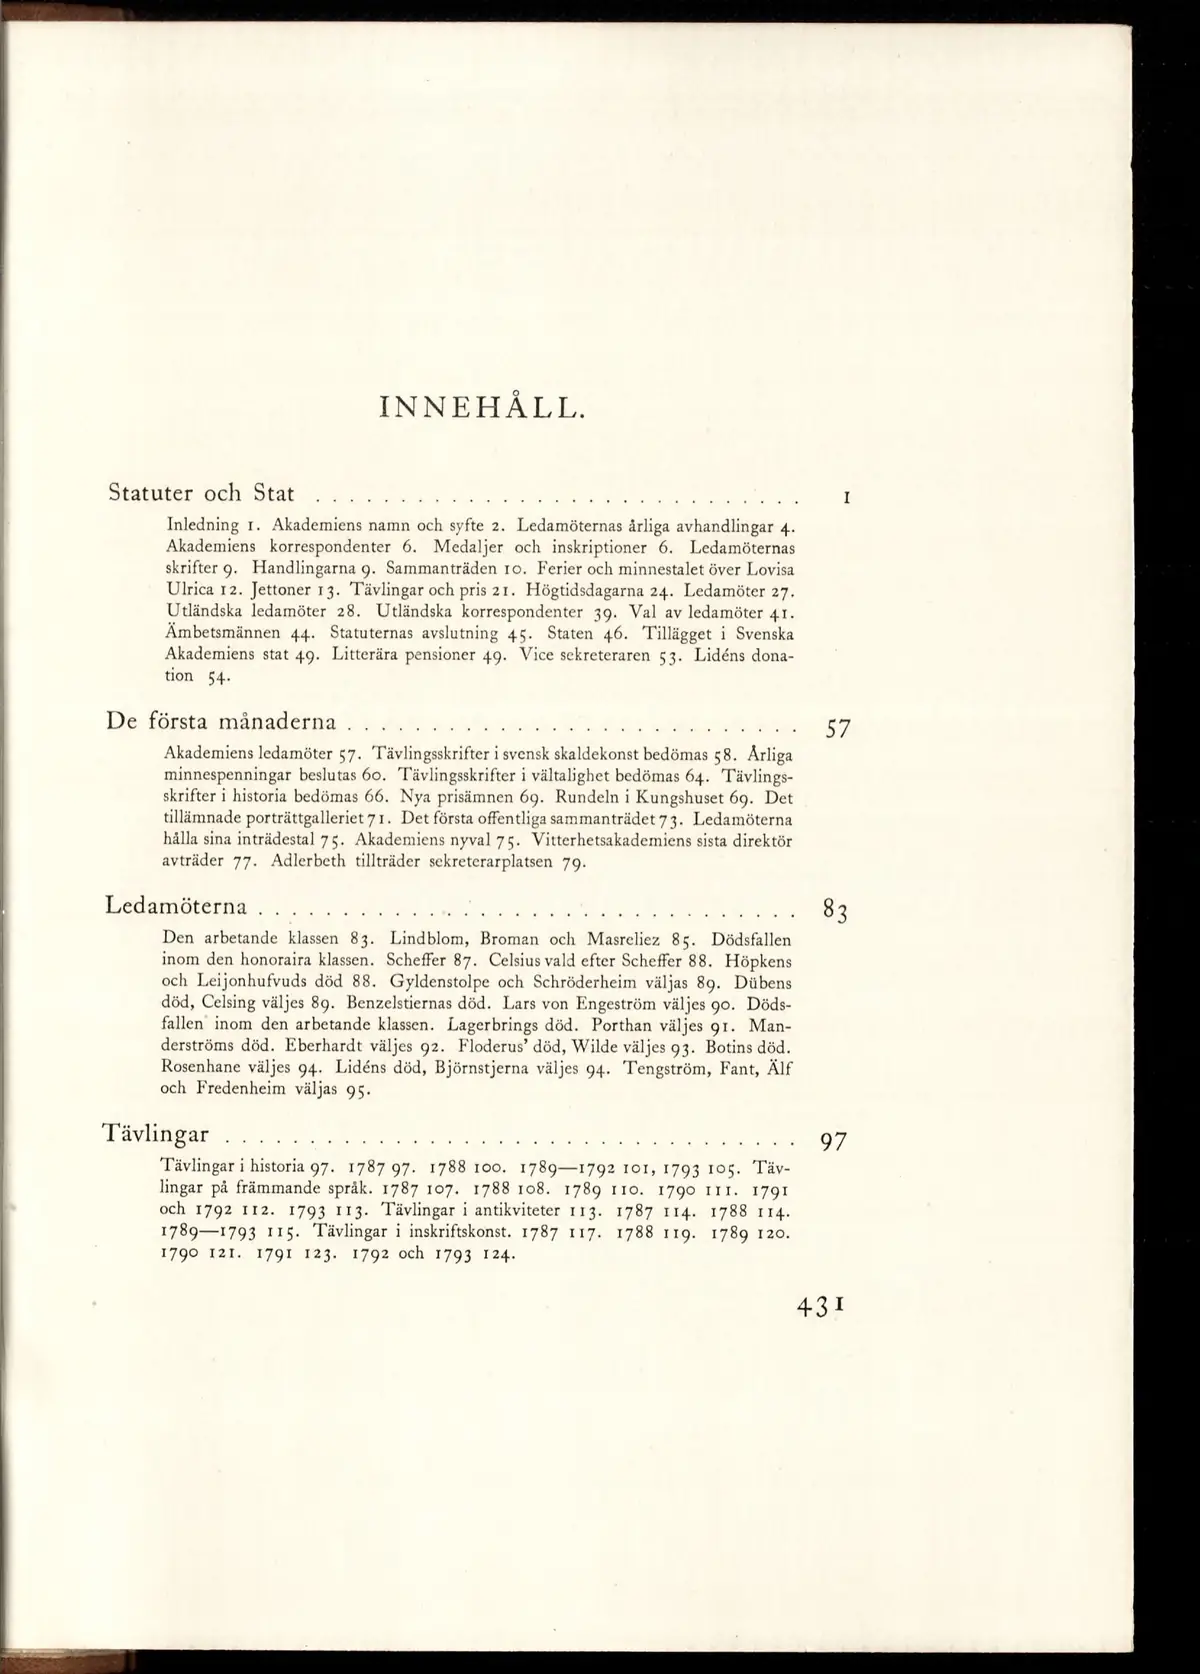 INNEHÅLL.
Statuter och Stat . . . . . . . . . . . . . . . . . . . . . . . . . . . . . 1
Inledning 1. Akademiens namn och syfte 2. Ledamöternas årliga avhandlingar 4.
Akademiens korrespondenter 6. Medaljer och inskriptioner 6. Ledamöternas
skrifter 9. Handlingarna 9. Sammanträden 10. Ferier och minnestalet över Lovisa
Ulrica 12. Jettoner 13. Tävlingar och pris 21. Högtidsdagarna 24. Ledamöter 27.
Utländska ledamöter 28. Utländska korrespondenter 39. Val av ledamöter 41.
Ämbetsmännen 44. Statuternas avslutning 45. Staten 46. Tillägget i Svenska
Akademiens stat 49. Litterära pensioner 49. Vice sekreteraren 53. Lidéns dona-
tion 54.
De första månaderna . . . . . . . . . . . . . . . . . . . . . . . . . . . 57
Akademiens ledamöter 57. Tävlingsskrifter i svensk skaldekonst bedömas 58. Årliga
minnespenningar beslutas 60. Tävlingsskrifter i vältalighet bedömas 64. Tävlings-
skrifter i historia bedömas 66. Nya prisämnen 69. Rundeln i Kungshuset 69. Det
tillämnade porträttgalleriet 71. Det första offentliga sammanträdet 73. Ledamöterna
hålla sina inträdestal 75. Akademiens nyval 75. Vitterhetsakademiens sista direktör
avträder 77. Adlerbeth tillträder sekreterarplatsen 79.
Ledamöterna . . . . . . . . . . . . . . . . . . . . . . . . . . . . . . . . 83
Den arbetande klassen 83. Lindblom, Broman och Masreliez 85. Dödsfallen
inom den honoraira klassen. Scheffer 87. Celsius vald efter Scheffer 88. Höpkens
och Leijonhufvuds död 88. Gyldenstolpe och Schröderheim väljas 89. Dübens
död, Celsing väljes 89. Benzelstiernas död. Lars von Engeström väljes 90. Döds-
fallen inom den arbetande klassen. Lagerbrings död. Porthan väljes 91. Man-
derströms död. Eberhardt väljes 92. Floderus’ död, Wilde väljes 93. Botins död.
Rosenhane väljes 94. Lidéns död, Björnstjerna väljes 94. Tengström, Fant, Älf
och Fredenheim väljas 95.
Tävlingar . . . . . . . . . . . . . . . . . . . . . . . . . . . . . . . . . . 97
Tävlingar i historia 97. 1787 97. 1788 100. 1789—1792 101, 1793 105. Täv-
lingar på främmande språk. 1787 107. 1788 108. 1789 110. 1790 111. 1791
och 1792 112. 1793 113. Tävlingar i antikviteter 113. 1787 114. 1788 114.
1789—1793 115. Tävlingar i inskriftskonst. 1787 117. 1788 119. 1789 120.
1790 121. 1791 123. 1792 och 1793 124.
431